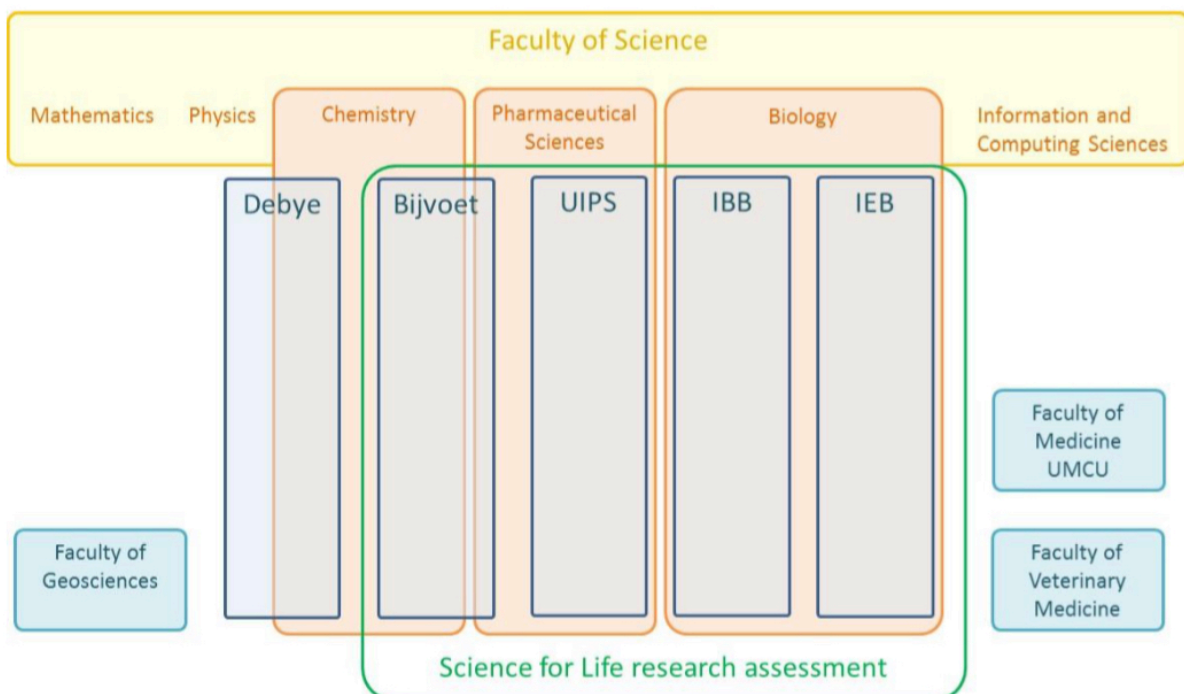 Faculty of Science
Mathematics
Physics
Chemistry
Pharmaceutical
Sciences
Biology
Information and
Computing Sciences
Debye
Bijvoet
UIPS
IBB
IEB
Faculty of
Medicine
UMCU
Faculty of
Geosciences
Faculty of
Veterinary
Medicine
Science for Life research assessment